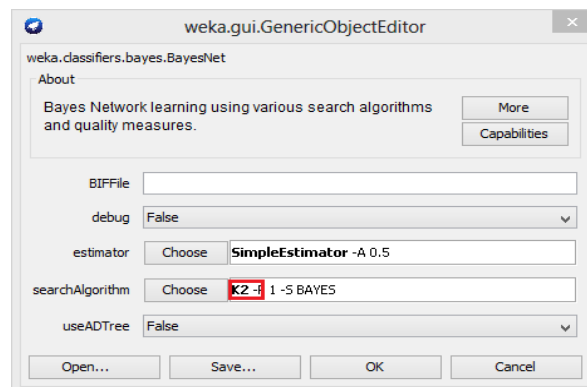 weka.gui.GenericObjectEditor
weka.classifiers.bayes.BayesNet
About
Bayes Network learning using various search algorithms and quality measures.
More
Capabilities
BIFFile
debug False
estimator Choose SimpleEstimator -A 0.5
searchAlgorithm Choose K2 -P 1 -S BAYES
useADTree False
Open... Save... OK Cancel